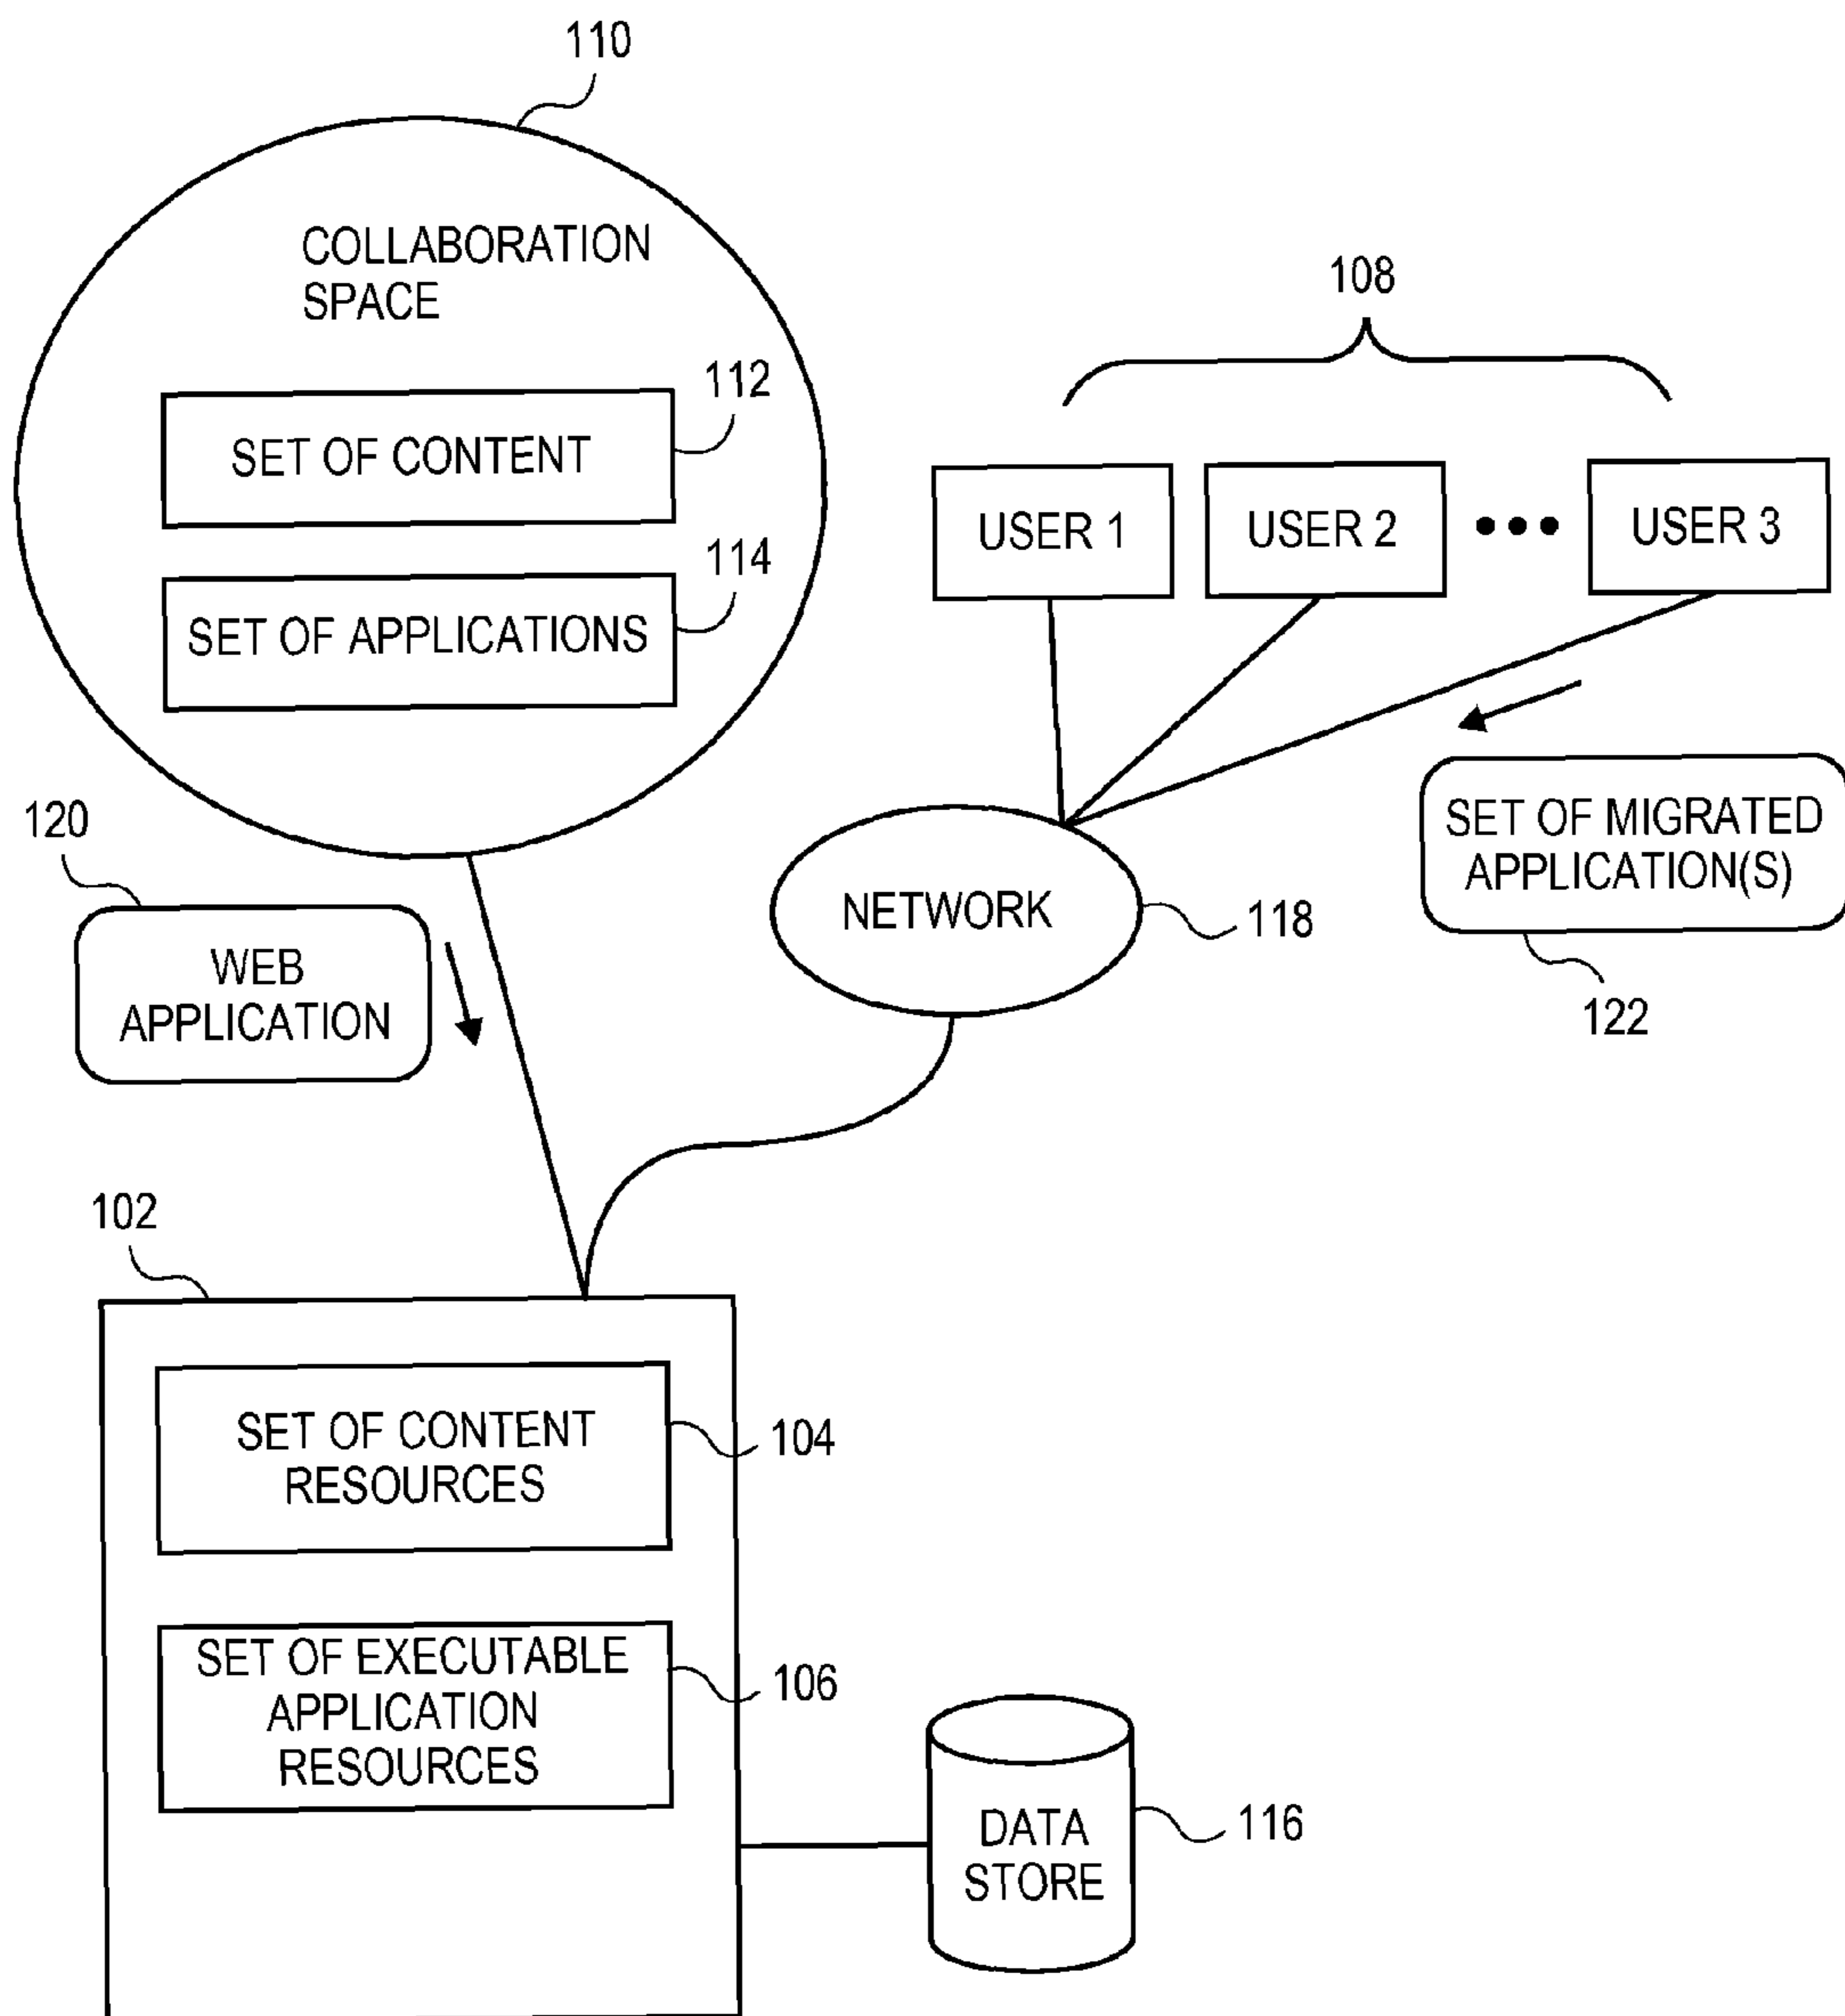 110
COLLABORATION
SPACE
112
SET OF CONTENT
114
SET OF APPLICATIONS
108
USER 1
USER 2
USER 3
120
WEB
APPLICATION
NETWORK
118
SET OF MIGRATED
APPLICATION(S)
122
102
SET OF CONTENT
RESOURCES
104
SET OF EXECUTABLE
APPLICATION
RESOURCES
106
DATA
STORE
116